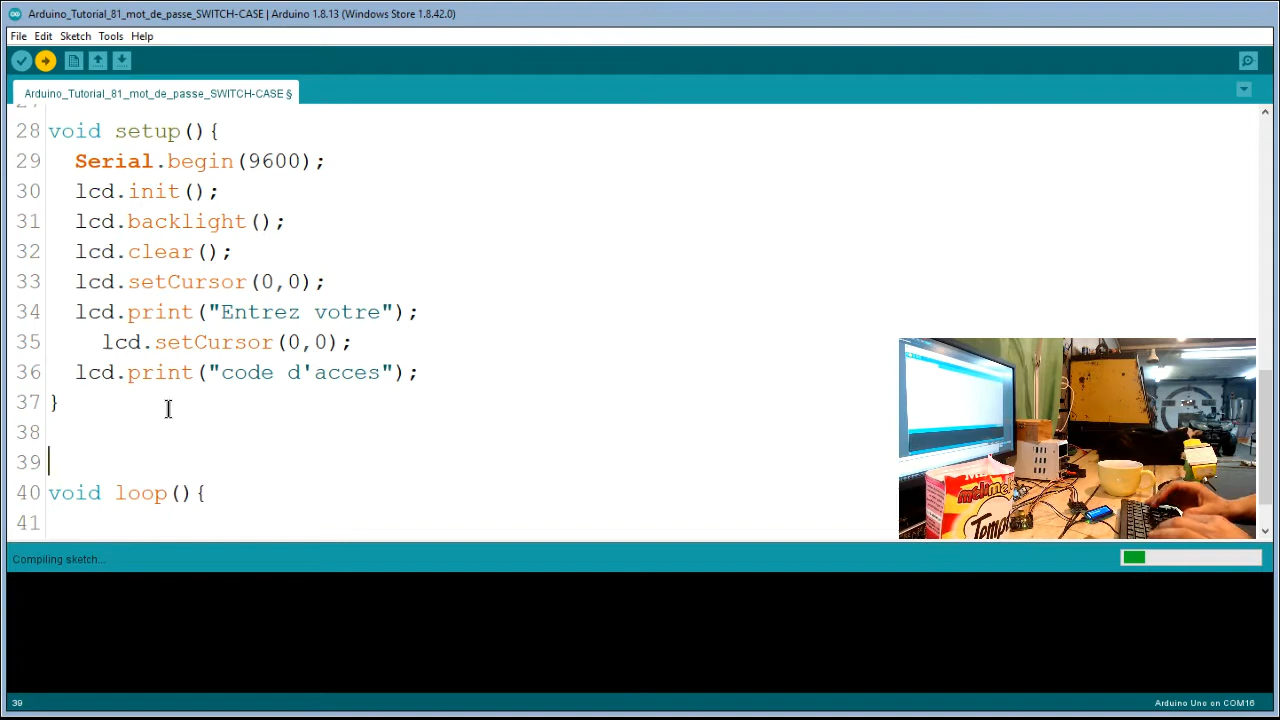 Arduino_Tutorial_81_mot_de_passe_SWITCH-CASE | Arduino 1.8.13 (Windows Store 1.8.42.0)
File Edit Sketch Tools Help
Arduino_Tutorial_81_mot_de_passe_SWITCH-CASE §
28 void setup(){
29 Serial.begin(9600);
30 lcd.init();
31 lcd.backlight();
32 lcd.clear();
33 lcd.setCursor(0,0);
34 lcd.print("Entrez votre");
35 lcd.setCursor(0,0);
36 lcd.print("code d'acces");
37 }
38
39
40 void loop(){
41
Compiling sketch...
39
Arduino Uno on COM16